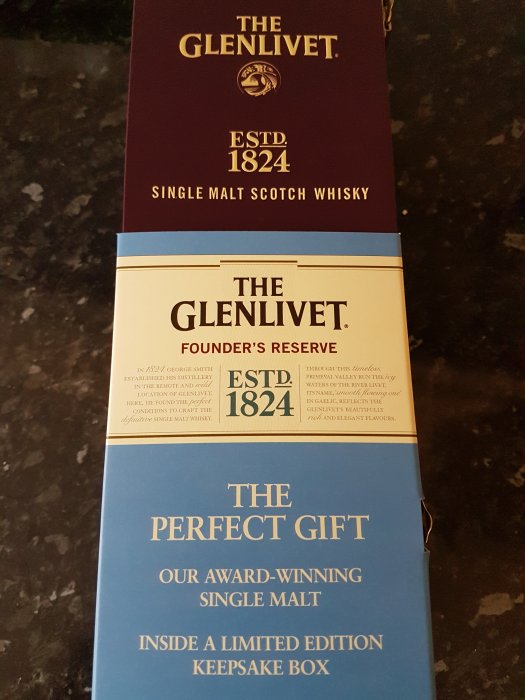 THE
GLENLIVET.
ESTD.
1824
SINGLE MALT SCOTCH WHISKY
THE
GLENLIVET.
FOUNDER'S RESERVE
IN 1824 GEORGE SMITH
ESTABLISHED HIS DISTILLERY
IN THE REMOTE AND wild
LOCATION OF GLENLIVET.
HERE, HE FOUND THE perfect
CONDITIONS TO CRAFT THE
definitive SINGLE MALT WHISKY.
ESTD.
1824
THROUGH THIS timeless,
PRIMEVAL VALLEY RUN THE icy
WATERS OF THE RIVER LIVET.
ITS NAME, 'smooth flowing one'
IN GAELIC, REFLECTS THE
GLENLIVET'S BEAUTIFULLY
rich AND ELEGANT FLAVOURS.
THE
PERFECT GIFT
OUR AWARD-WINNING
SINGLE MALT
INSIDE A LIMITED EDITION
KEEPSAKE BOX